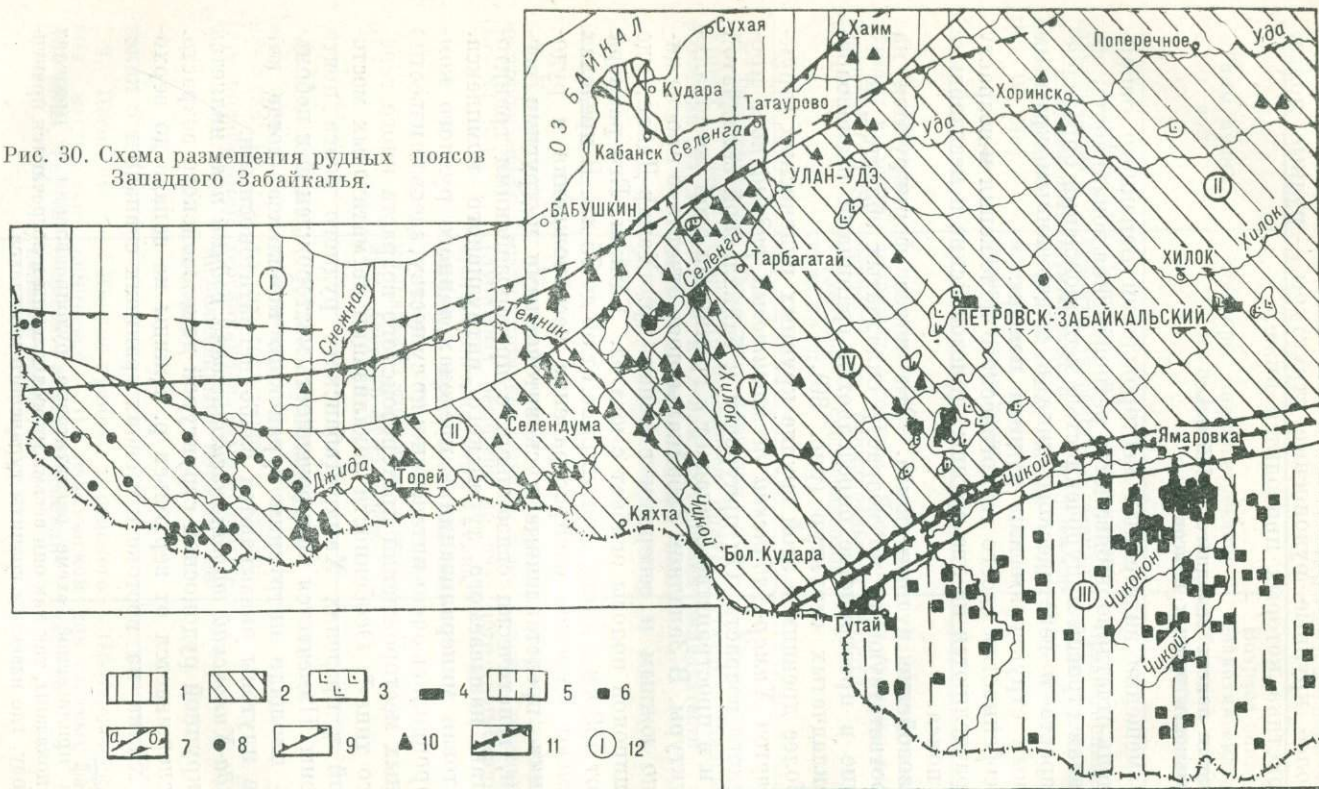 Рис. 30. Схема размещения рудных поясов
Западного Забайкалья.
ОЗ БАЙКАЛ
Сухая
Хаим
Поперечное
Уда
Кудара
Татаурово
Хоринск
Кабанск
Селенга
Уда
УЛАН-УДЭ
II
БАБУШКИН
Селенга
Тарбагатай
ХИЛОК
Хилок
I
Снежная
Темник
ПЕТРОВСК-ЗАБАЙКАЛЬСКИЙ
Хилок
V
IV
II
Селендума
Ямаровка
Джида
Торей
Чикой
Чикой
Кяхта
Бол. Кудара
Гутай
III
Чикокон
Чикой
1
2
3
4
5
6
а
б
7
8
9
10
11
I
12